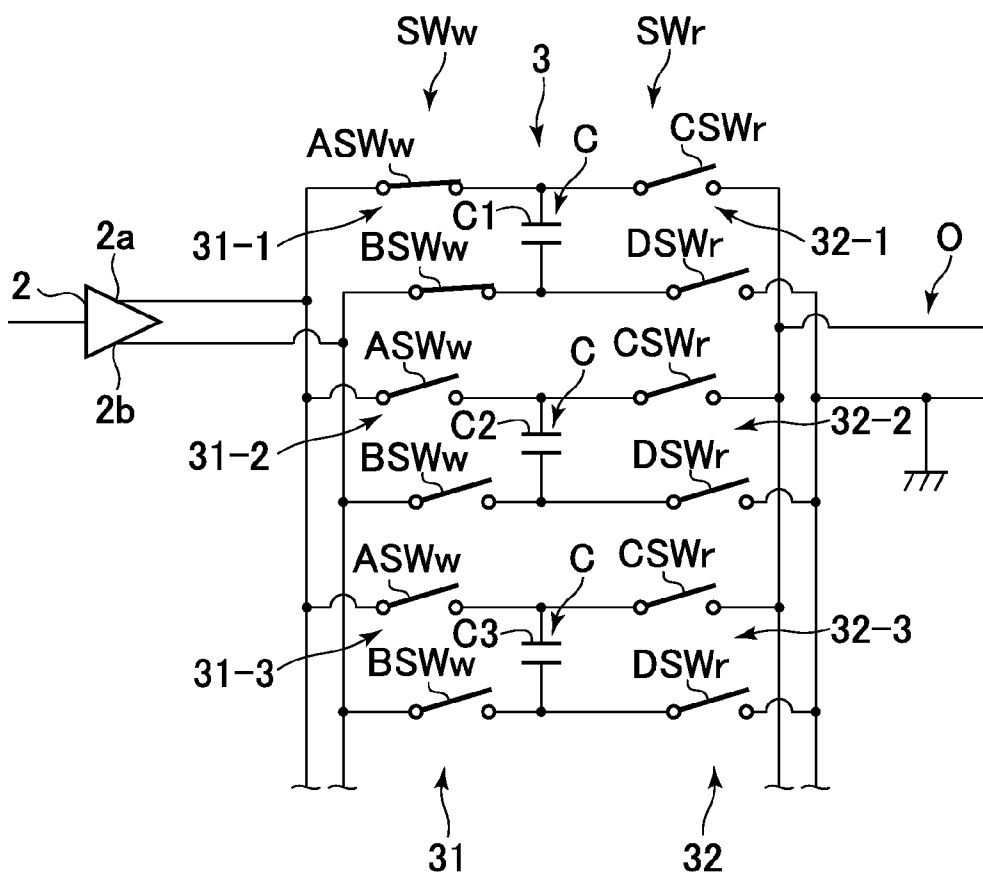 SWw SWr
3
ASWw C CSWr
C1
31-1 32-1
2a BSWw DSWr O
2
ASWw C CSWr
2b
C2
31-2 32-2
BSWw DSWr
ASWw C CSWr
C3
31-3 32-3
BSWw DSWr
31 32